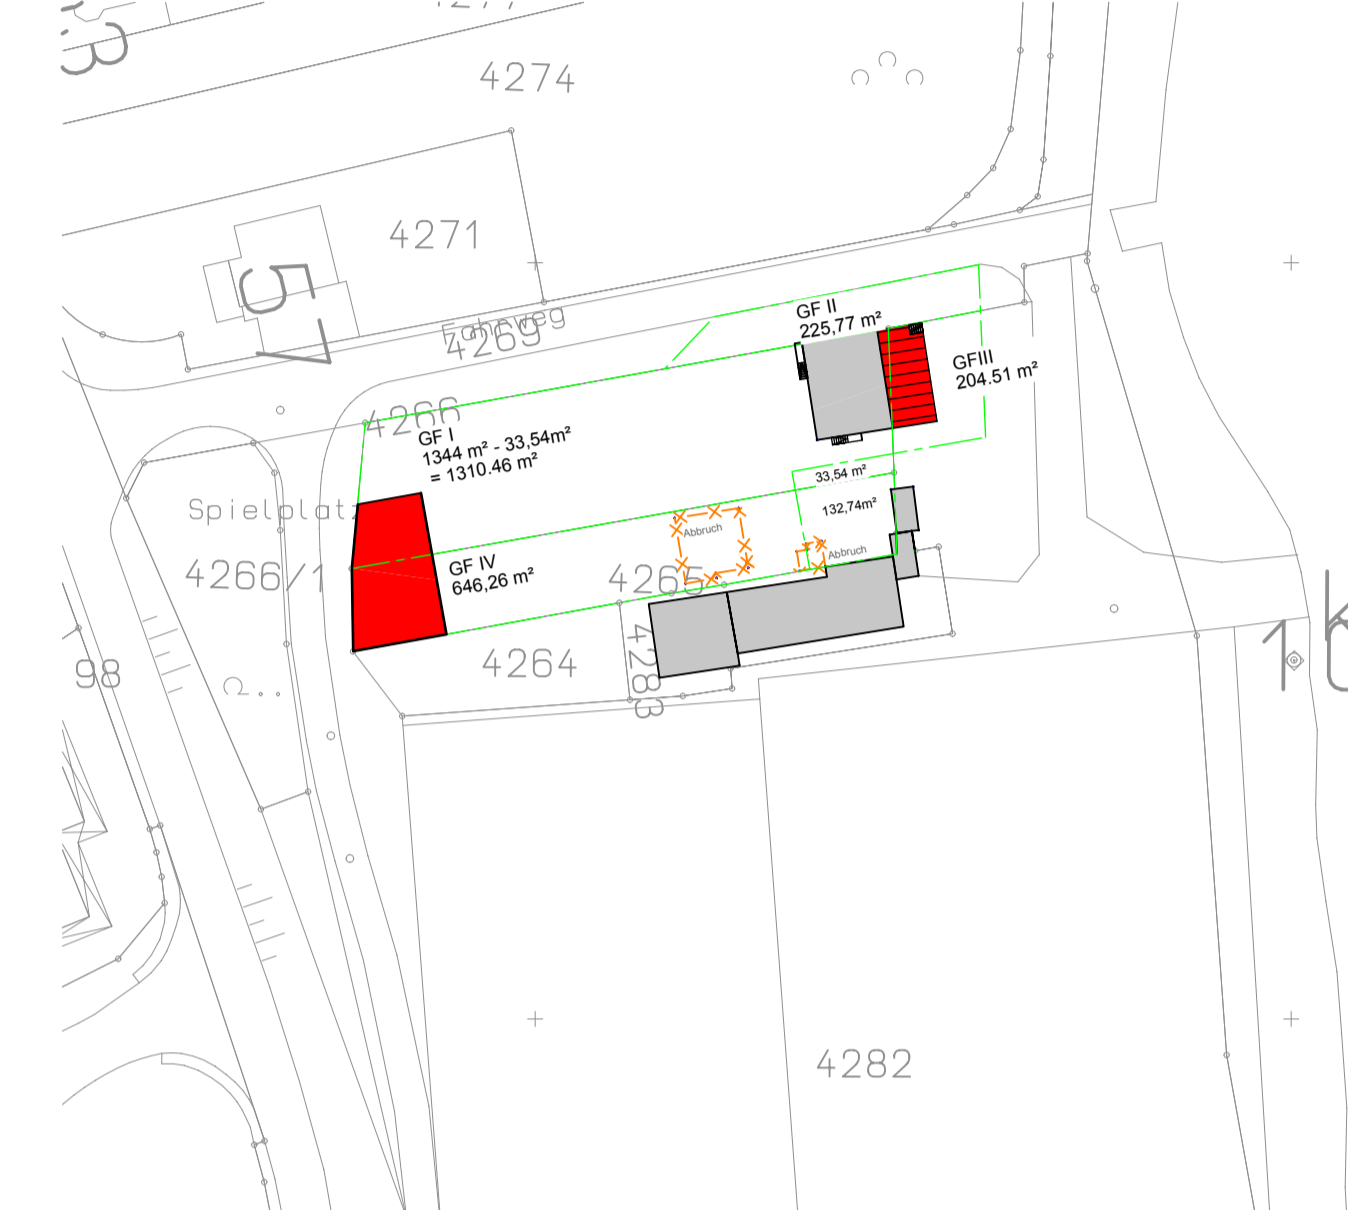 4274
4271
57
Fohrweg
4269
4266
GF II
225,77 m²
GFIII
204.51 m²
GF I
1344 m² - 33,54m²
= 1310.46 m²
33,54 m²
132,74m²
Spielplatz
4266/1
Abbruch
Abbruch
GF IV
646,26 m²
4265
4264
4283
98
4282